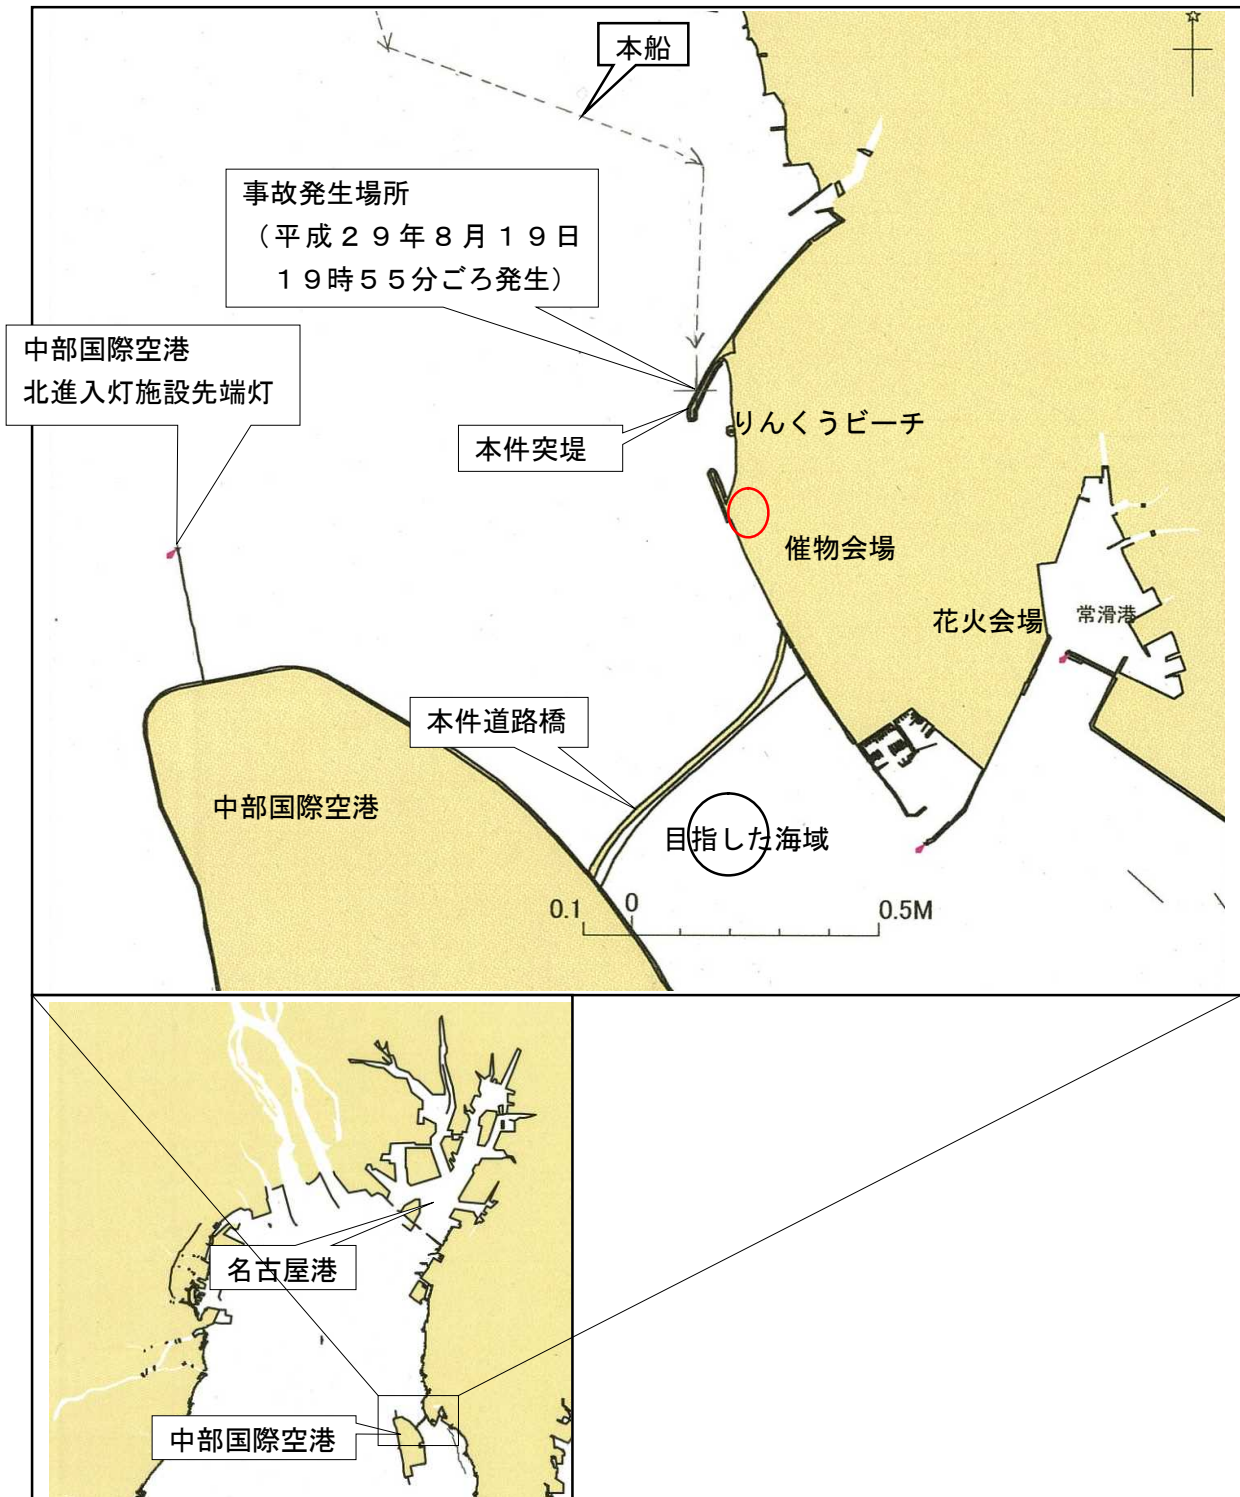 本船
事故発生場所
（平成２９年８月１９日
１９時５５分ごろ発生）
中部国際空港
北進入灯施設先端灯
本件突堤
りんくうビーチ
催物会場
花火会場
常滑港
本件道路橋
中部国際空港
目指した海域
0.1 0 0.5M
名古屋港
中部国際空港